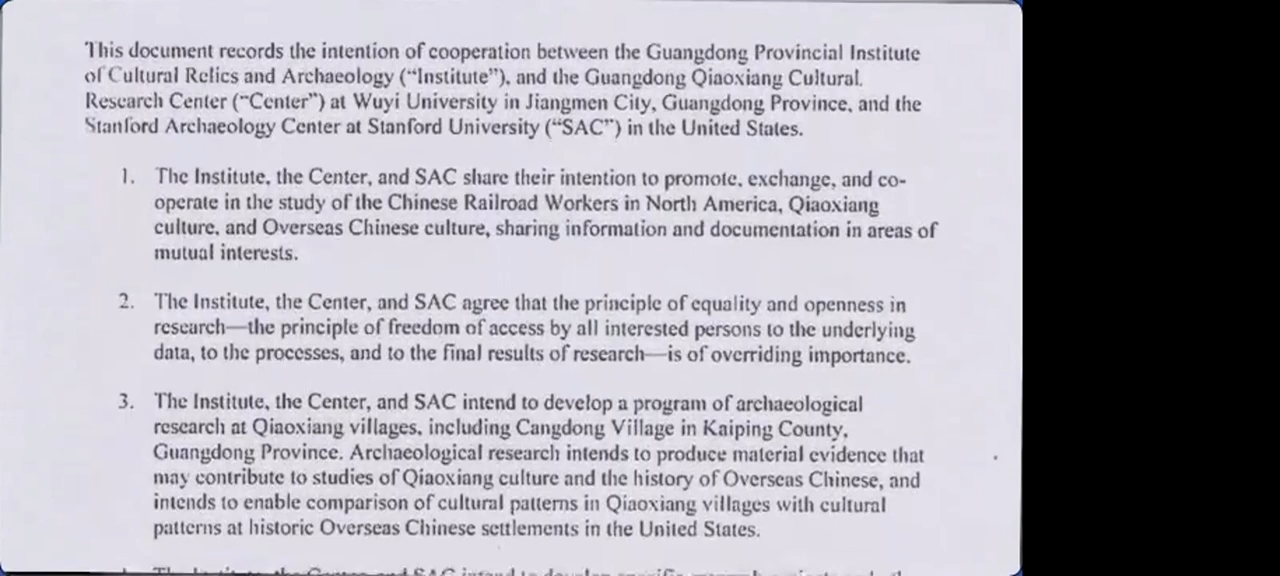 This document records the intention of cooperation between the Guangdong Provincial Institute
of Cultural Relics and Archaeology (“Institute”), and the Guangdong Qiaoxiang Cultural
Research Center (“Center”) at Wuyi University in Jiangmen City, Guangdong Province, and the
Stanford Archaeology Center at Stanford University (“SAC”) in the United States.
1. The Institute, the Center, and SAC share their intention to promote, exchange, and co-
operate in the study of the Chinese Railroad Workers in North America, Qiaoxiang
culture, and Overseas Chinese culture, sharing information and documentation in areas of
mutual interests.
2. The Institute, the Center, and SAC agree that the principle of equality and openness in
research—the principle of freedom of access by all interested persons to the underlying
data, to the processes, and to the final results of research—is of overriding importance.
3. The Institute, the Center, and SAC intend to develop a program of archaeological
research at Qiaoxiang villages, including Cangdong Village in Kaiping County,
Guangdong Province. Archaeological research intends to produce material evidence that
may contribute to studies of Qiaoxiang culture and the history of Overseas Chinese, and
intends to enable comparison of cultural patterns in Qiaoxiang villages with cultural
patterns at historic Overseas Chinese settlements in the United States.